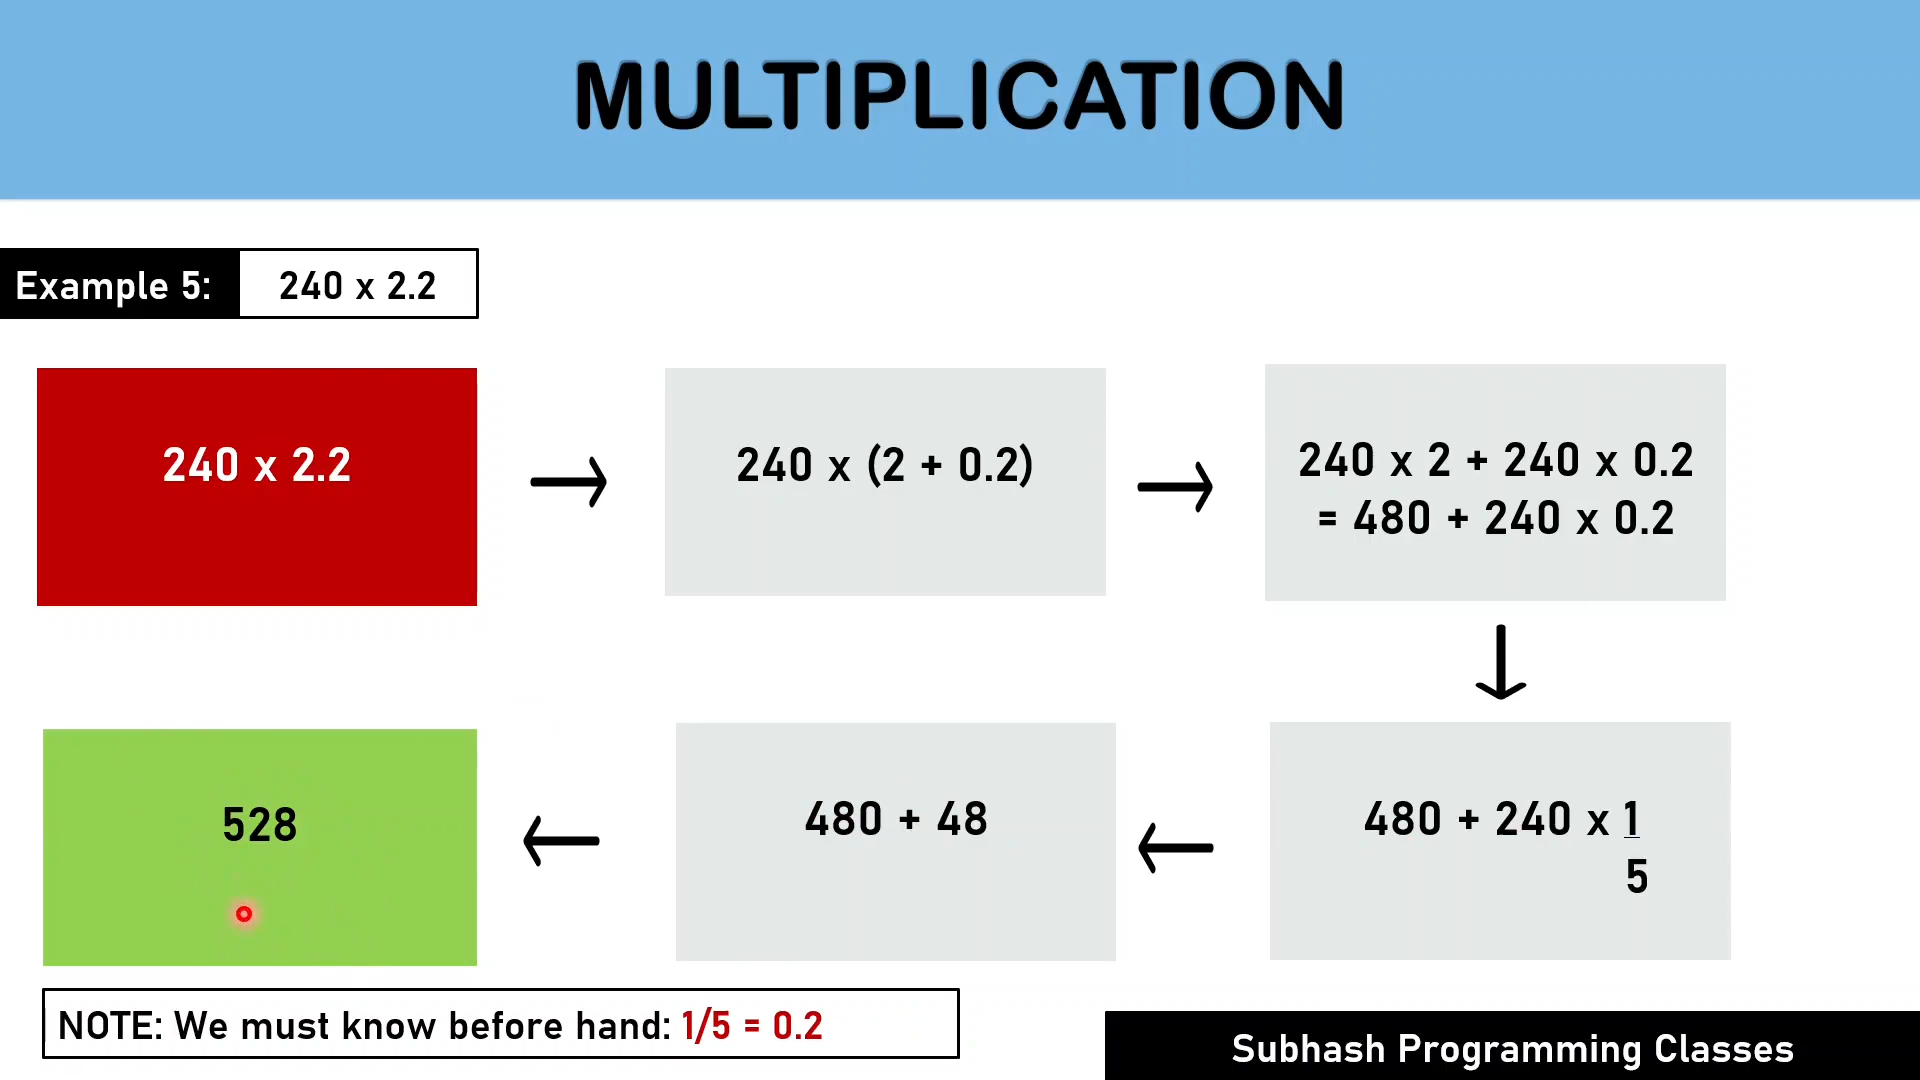 MULTIPLICATION
Example 5:
240 x 2.2
240 x 2.2
240 x (2 + 0.2)
240 x 2 + 240 x 0.2
= 480 + 240 x 0.2
480 + 240 x 1
5
480 + 48
528
NOTE: We must know before hand: 1/5 = 0.2
Subhash Programming Classes